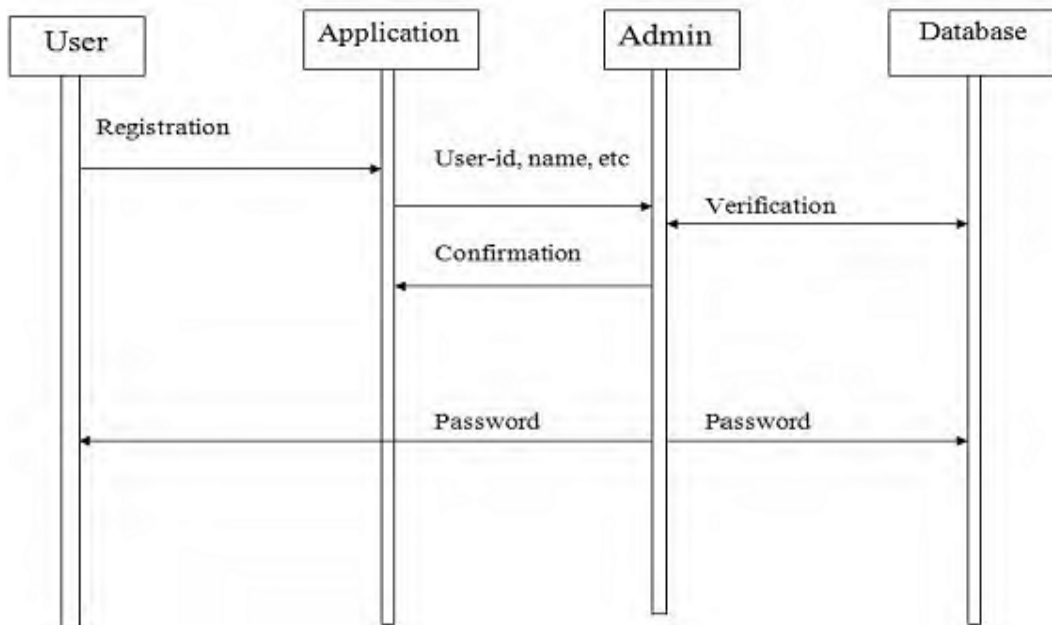 User
Application
Admin
Database
Registration
User-id, name, etc
Verification
Confirmation
Password
Password